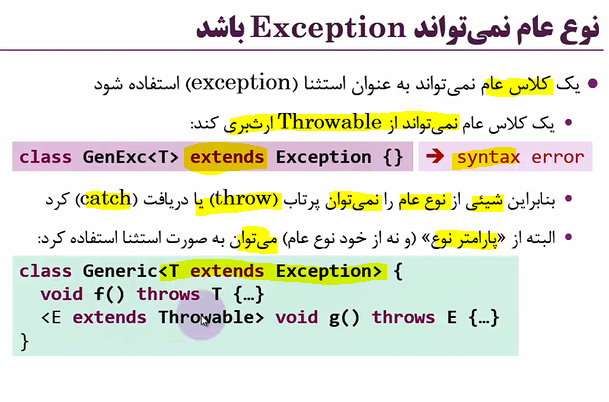 نوع عام نمی‌تواند Exception باشد
• یک کلاس عام نمی‌تواند به عنوان استثنا (exception) استفاده شود
• یک کلاس عام نمی‌تواند از Throwable ارث‌بری کند:
class GenExc<T> extends Exception {} ➔ syntax error
• بنابراین شیئی از نوع عام را نمی‌توان پرتاب (throw) یا دریافت (catch) کرد
• البته از «پارامتر نوع» (و نه از خود نوع عام) می‌توان به صورت استثنا استفاده کرد:
class Generic<T extends Exception> {
void f() throws T {…}
<E extends Throwable> void g() throws E {…}
}